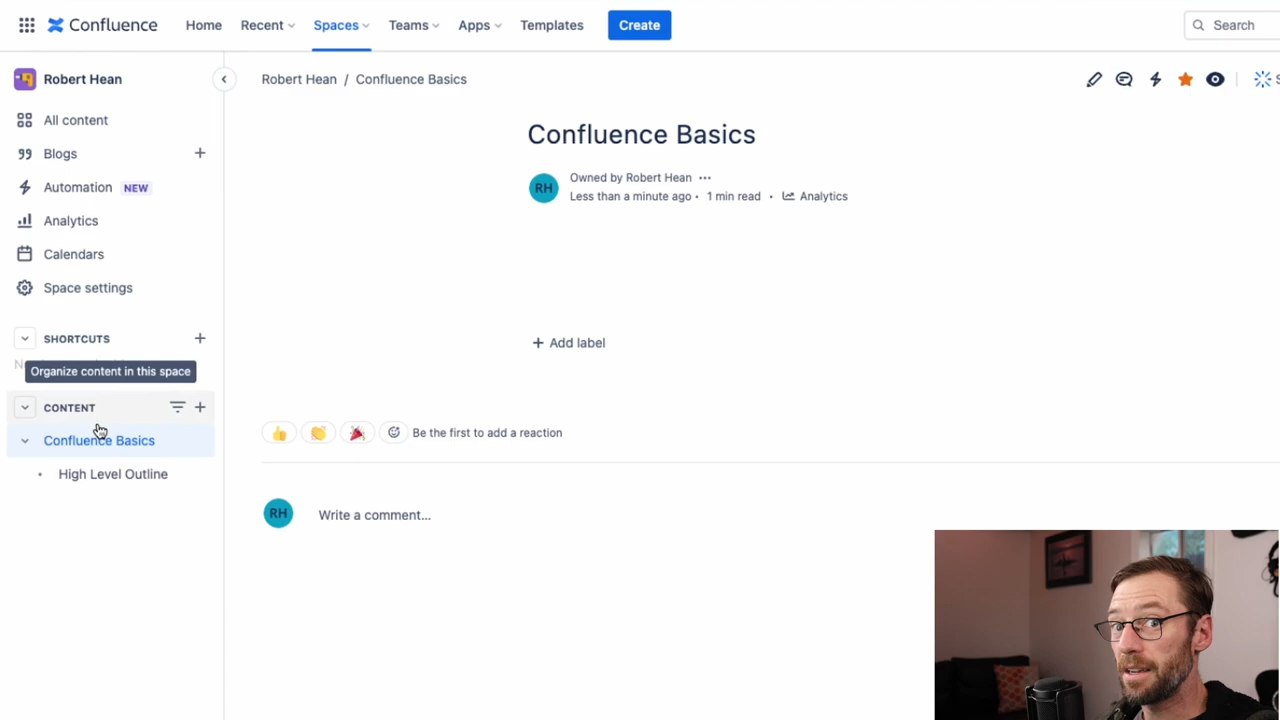 Confluence
Home
Recent
Spaces
Teams
Apps
Templates
Create
Search
Robert Hean
All content
Blogs
Automation NEW
Analytics
Calendars
Space settings
SHORTCUTS
Organize content in this space
CONTENT
Confluence Basics
High Level Outline
Robert Hean / Confluence Basics
Confluence Basics
RH
Owned by Robert Hean
Less than a minute ago • 1 min read • Analytics
+ Add label
Be the first to add a reaction
RH
Write a comment...